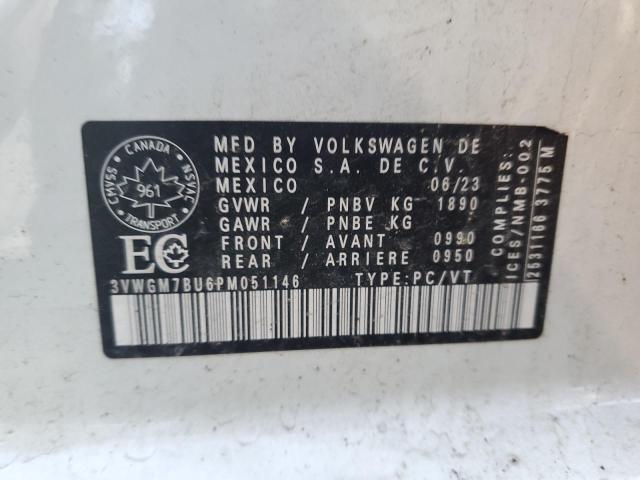 CANADA
CMVSS
NSVAC
961
TRANSPORT
EC
MFD BY VOLKSWAGEN DE
MEXICO S.A. DE C.V.
MEXICO 06/23
GVWR / PNBV KG 1890
GAWR / PNBE KG
FRONT / AVANT 0990
REAR / ARRIERE 0950
3VWGM7BU6PM051146 TYPE:PC/VT
COMPLIES:
ICES/NMB-002
26311166 3775 M